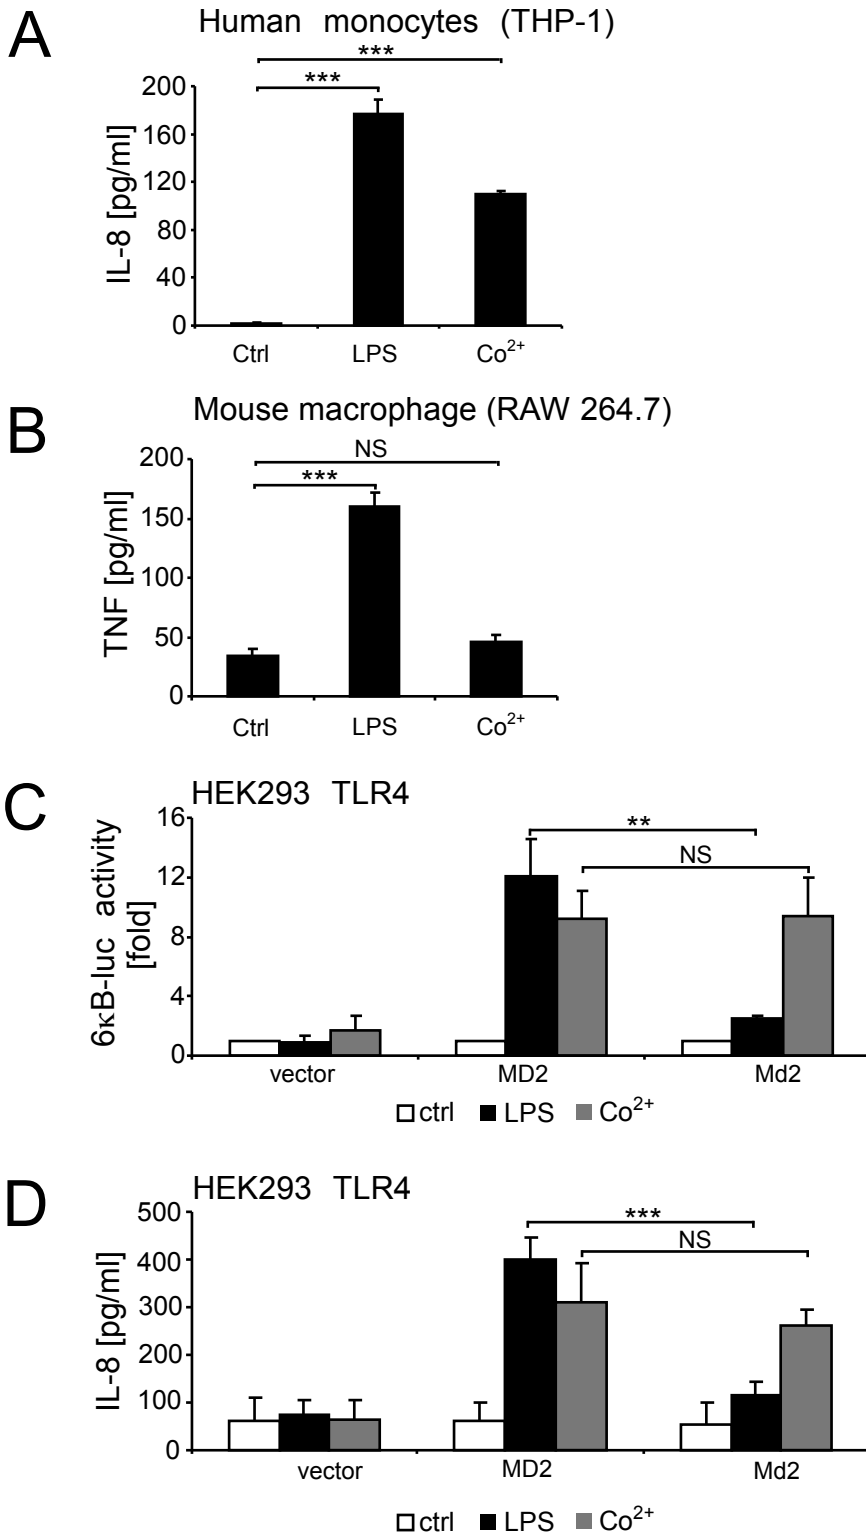 A
Human monocytes (THP-1)
***
***
200
160
120
80
40
0
IL-8 [pg/ml]
Ctrl LPS Co²⁺
B
Mouse macrophage (RAW 264.7)
NS
***
200
150
100
50
0
TNF [pg/ml]
Ctrl LPS Co²⁺
C
HEK293 TLR4
16
12
8
4
0
6κB-luc activity
[fold]
**
NS
vector MD2 Md2
ctrl LPS Co²⁺
D
HEK293 TLR4
500
400
300
200
100
0
IL-8 [pg/ml]
***
NS
vector MD2 Md2
ctrl LPS Co²⁺